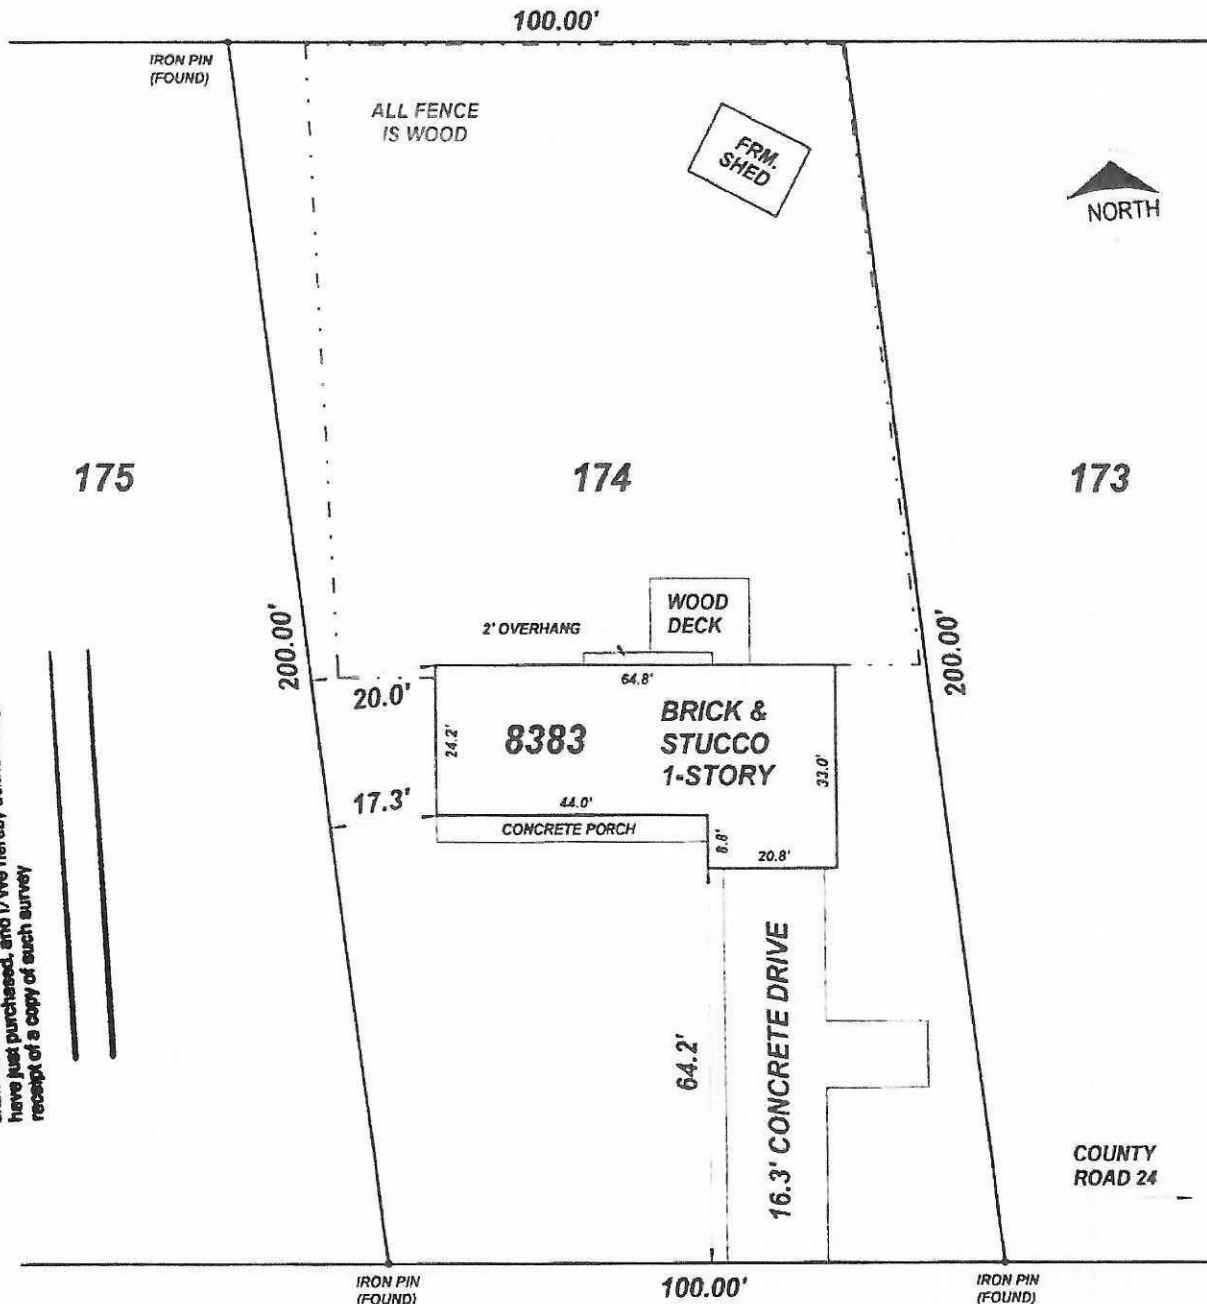 100.00'
IRON PIN
(FOUND)
ALL FENCE
IS WOOD
FRM.
SHED
NORTH
175
174
173
WOOD
DECK
2' OVERHANG
200.00'
200.00'
20.0'
64.8'
BRICK &
STUCCO
1-STORY
8383
24.2'
33.0'
17.3'
44.0'
CONCRETE PORCH
8.8'
20.8'
have just purchased, and I/We hereby
receipt of a copy of such survey
64.2'
16.3' CONCRETE DRIVE
COUNTY
ROAD 24
IRON PIN
(FOUND)
100.00'
IRON PIN
(FOUND)